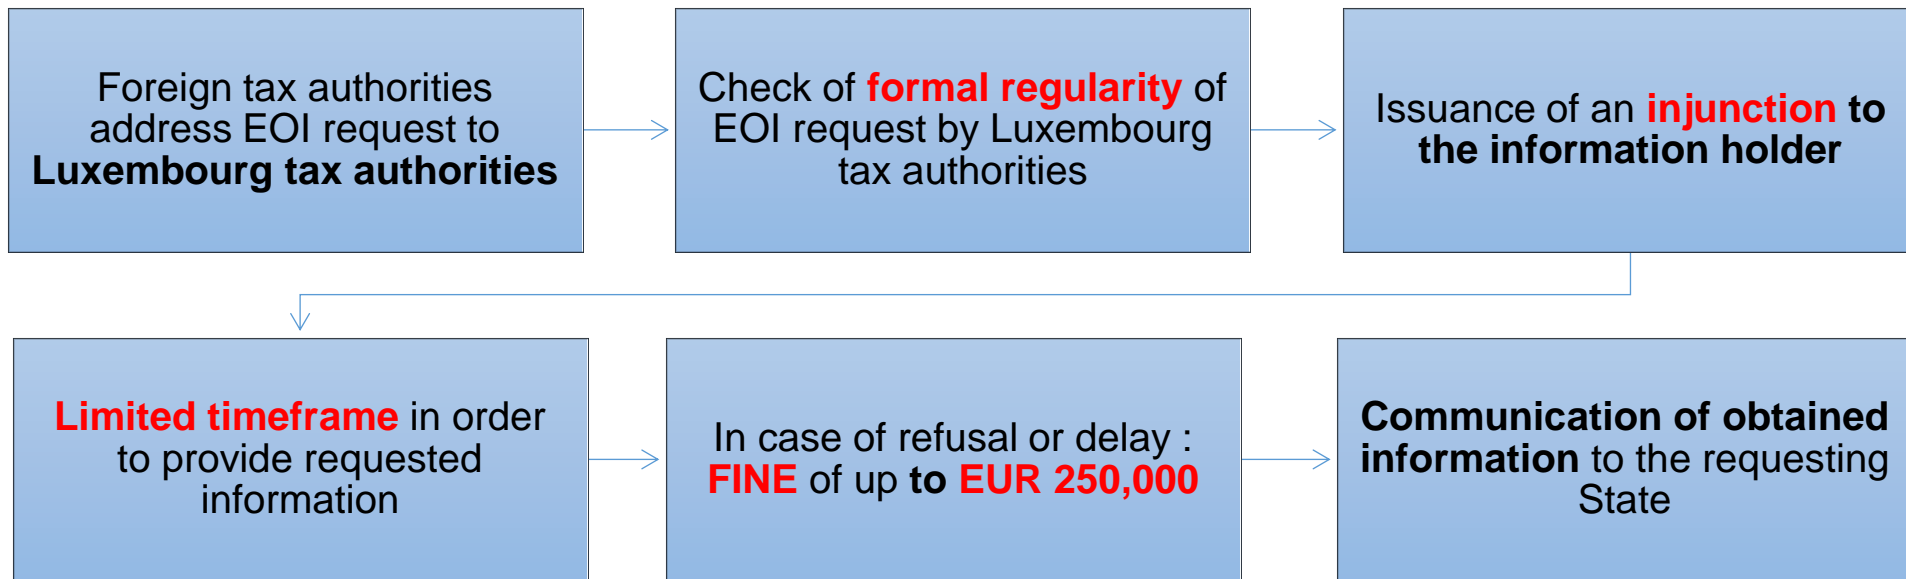 Foreign tax authorities
address EOI request to
Luxembourg tax authorities
Check of formal regularity of
EOI request by Luxembourg
tax authorities
Issuance of an injunction to
the information holder
Limited timeframe in order
to provide requested
information
In case of refusal or delay :
FINE of up to EUR 250,000
Communication of obtained
information to the requesting
State